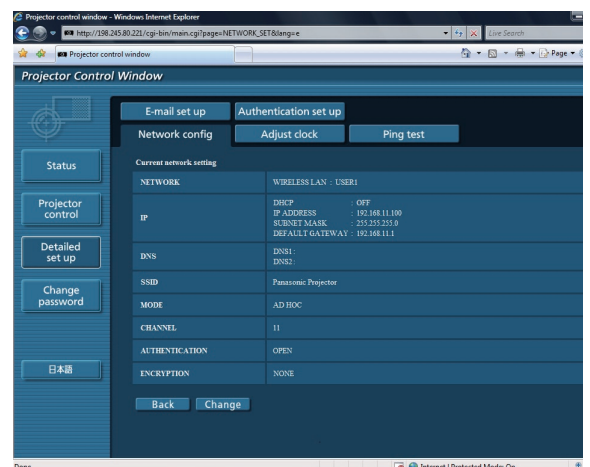 Projector control window - Windows Internet Explorer
http://198.245.80.221/cgi-bin/main.cgi?page=NETWORK_SET&lang=e
Live Search
Projector control window
Page
Projector Control Window
E-mail set up
Authentication set up
Network config
Adjust clock
Ping test
Status
Projector control
Detailed set up
Change password
日本語
Current network setting
NETWORK
WIRELESS LAN : USER1
IP
DHCP : OFF
IP ADDRESS : 192.168.11.100
SUBNET MASK : 255.255.255.0
DEFAULT GATEWAY : 192.168.11.1
DNS
DNS1 :
DNS2 :
SSID
Panasonic Projector
MODE
AD HOC
CHANNEL
11
AUTHENTICATION
OPEN
ENCRYPTION
NONE
Back
Change
Done
Internet | Protected Mode: On